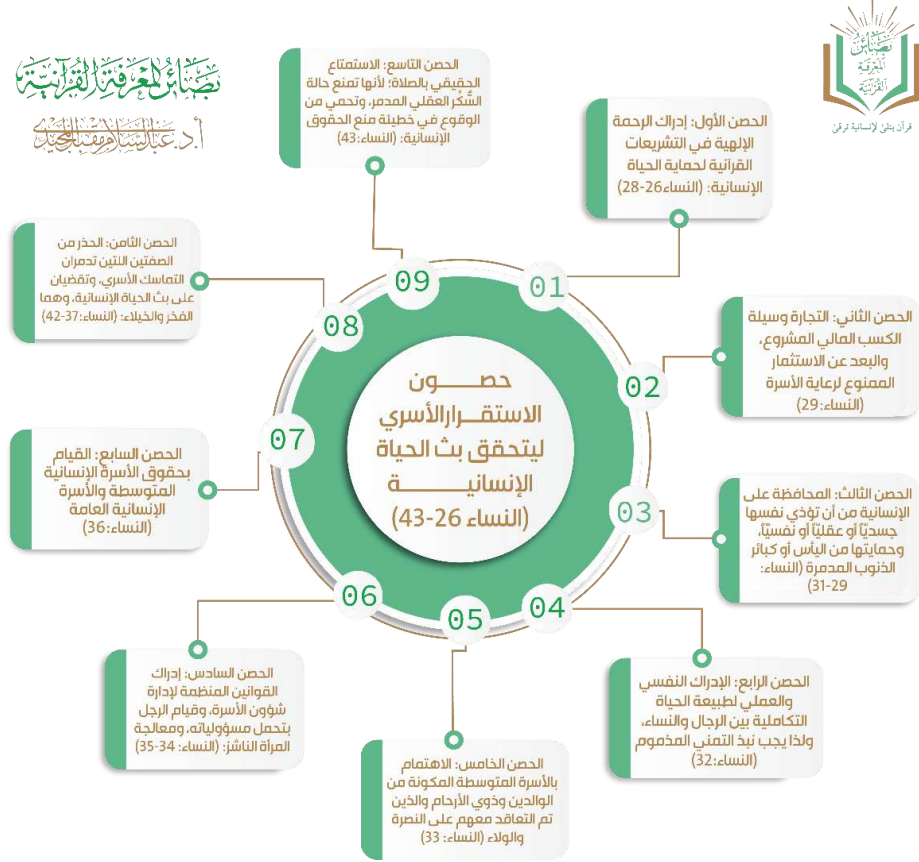 بصائر المعرفة القرآنية
أ.د. عبد السلام مقبل المجيدي
بصائر
المعرفة
القرآنية
قرآن يتلى لإنسانية ترقى
حصون
الاستقرار الأسري
ليتحقق بث الحياة
الإنسانية
(النساء 26-43)
01
الحصن الأول: إدراك الرحمة
الإلهية في التشريعات
القرآنية لحماية الحياة
الإنسانية: (النساء26-28)
02
الحصن الثاني: التجارة وسيلة
الكسب المالي المشروع،
والبعد عن الاستثمار
الممنوع لرعاية الأسرة
(النساء:29)
03
الحصن الثالث: المحافظة على
الإنسانية من أن تؤذي نفسها
جسديًا أو عقليًا أو نفسيًا،
وحمايتها من اليأس أو كبائر
الذنوب المدمرة (النساء:
29-31)
04
الحصن الرابع: الإدراك النفسي
والعملي لطبيعة الحياة
التكاملية بين الرجال والنساء،
ولذا يجب نبذ التمني المذموم
(النساء:32)
05
الحصن الخامس: الاهتمام
بالأسرة المتوسطة المكونة من
الوالدين وذوي الأرحام والذين
تم التعاقد معهم على النصرة
والولاء (النساء: 33)
06
الحصن السادس: إدراك
القوانين المنظمة لإدارة
شؤون الأسرة، وقيام الرجل
بتحمل مسؤولياته، ومعالجة
المرأة الناشز: (النساء: 34-35)
07
الحصن السابع: القيام
بحقوق الأسرة الإنسانية
المتوسطة والأسرة
الإنسانية العامة
(النساء:36)
08
الحصن الثامن: الحذر من
الصفتين اللتين تدمران
التماسك الأسري، وتقضيان
على بث الحياة الإنسانية، وهما
الفخر والخيلاء: (النساء:37-42)
09
الحصن التاسع: الاستمتاع
الحقيقي بالصلاة؛ لأنها تمنع حالة
السُّكْر العقلي المدمر، وتحمي من
الوقوع في خطيئة منع الحقوق
الإنسانية: (النساء:43)